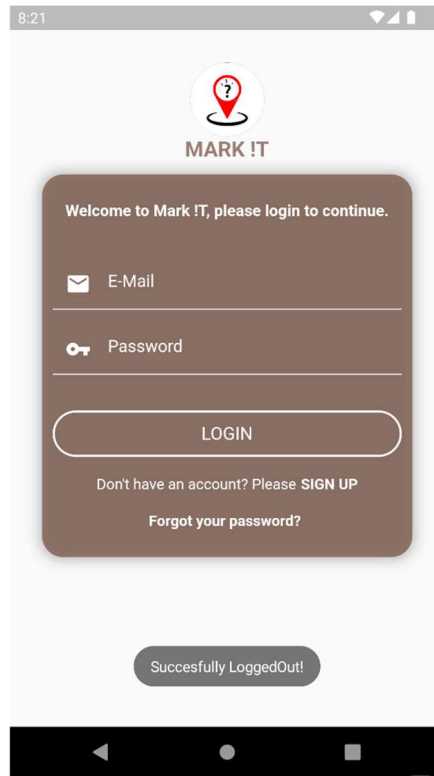 8:21
?
MARK !T
Welcome to Mark !T, please login to continue.
E-Mail
Password
LOGIN
Don't have an account? Please SIGN UP
Forgot your password?
Succesfully LoggedOut!